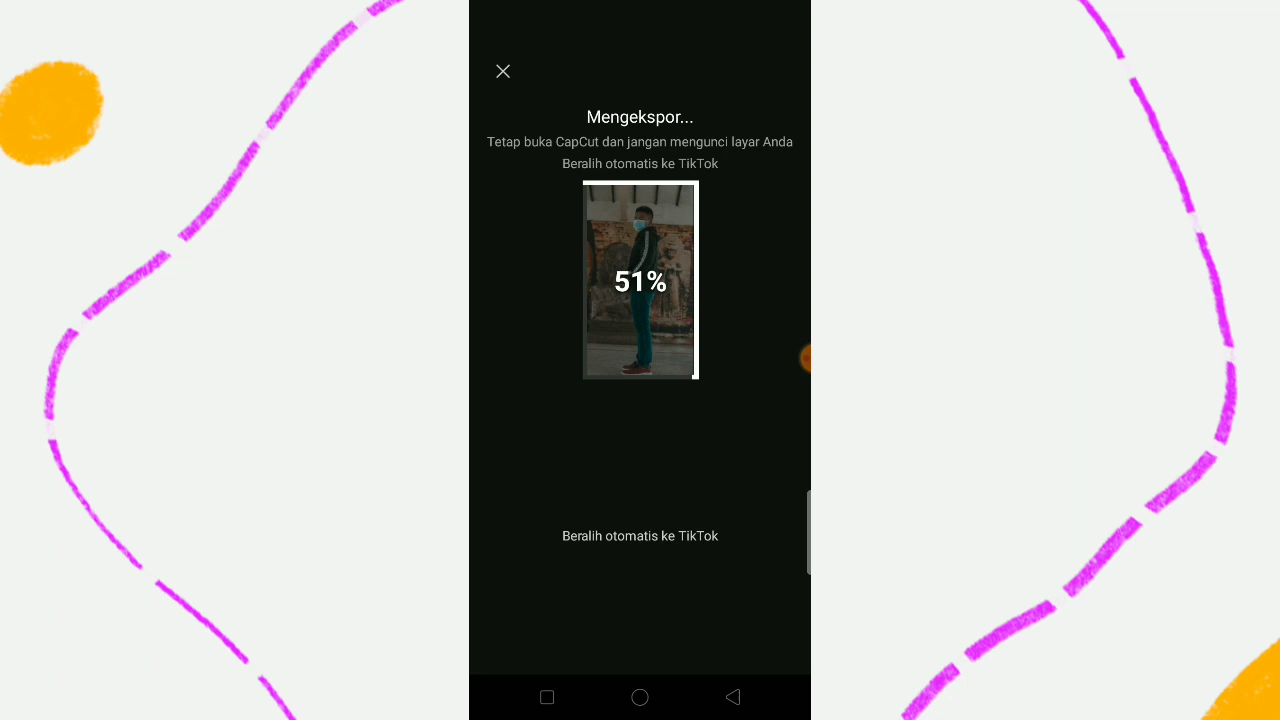 Mengekspor...
Tetap buka CapCut dan jangan mengunci layar Anda
Beralih otomatis ke TikTok
51%
Beralih otomatis ke TikTok